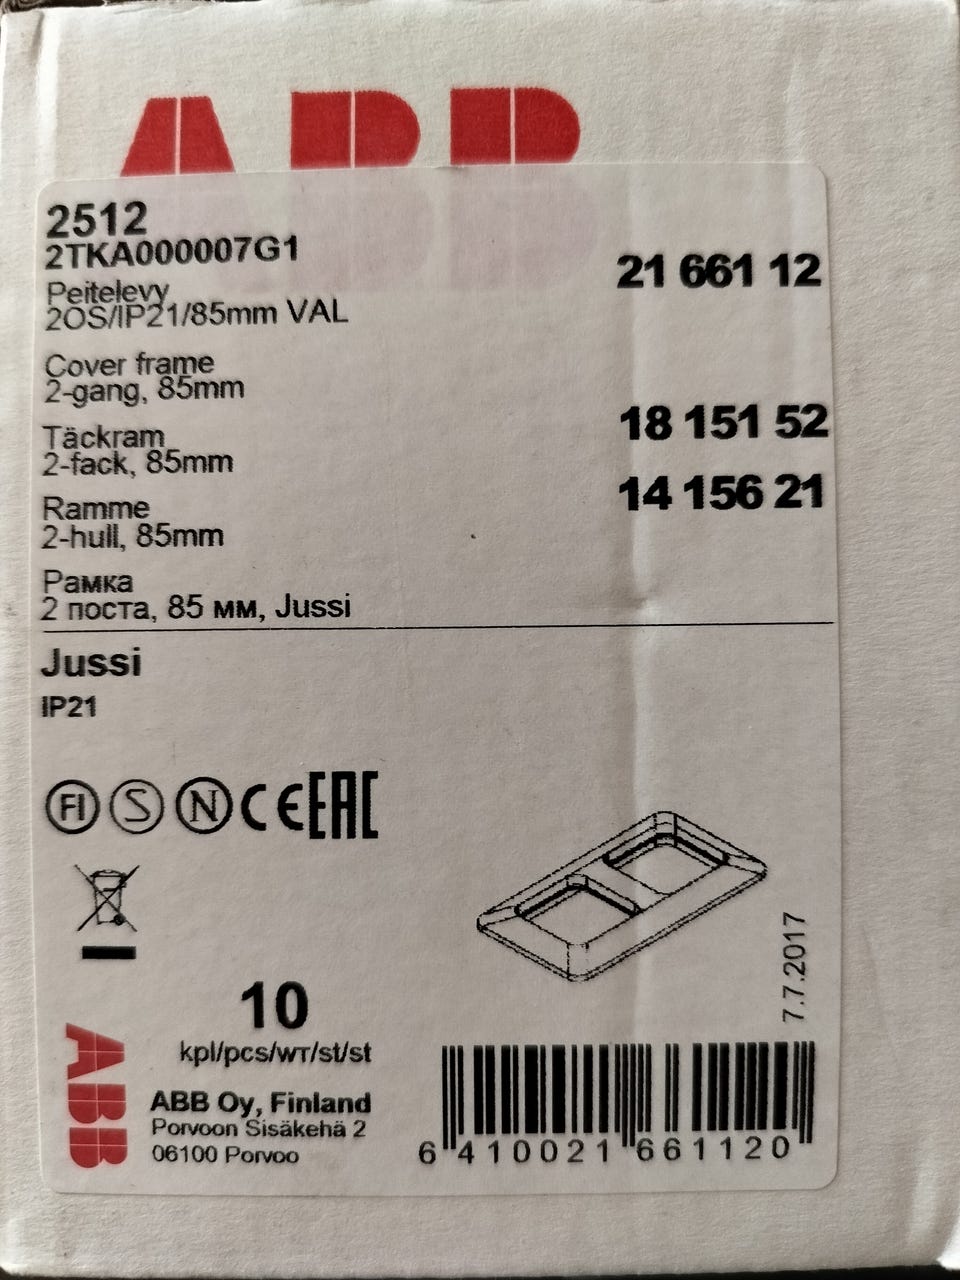 ABB
2512
2TKA000007G1
21 661 12
Peitelevy
2OS/IP21/85mm VAL
Cover frame
2-gang, 85mm
Täckram
18 151 52
2-fack, 85mm
Ramme
14 156 21
2-hull, 85mm
Рамка
2 поста, 85 мм, Jussi
Jussi
IP21
FI S N CE EAC
7.7.2017
10
kpl/pcs/шт/st/st
ABB
ABB Oy, Finland
Porvoon Sisäkehä 2
06100 Porvoo
6 410021 661120